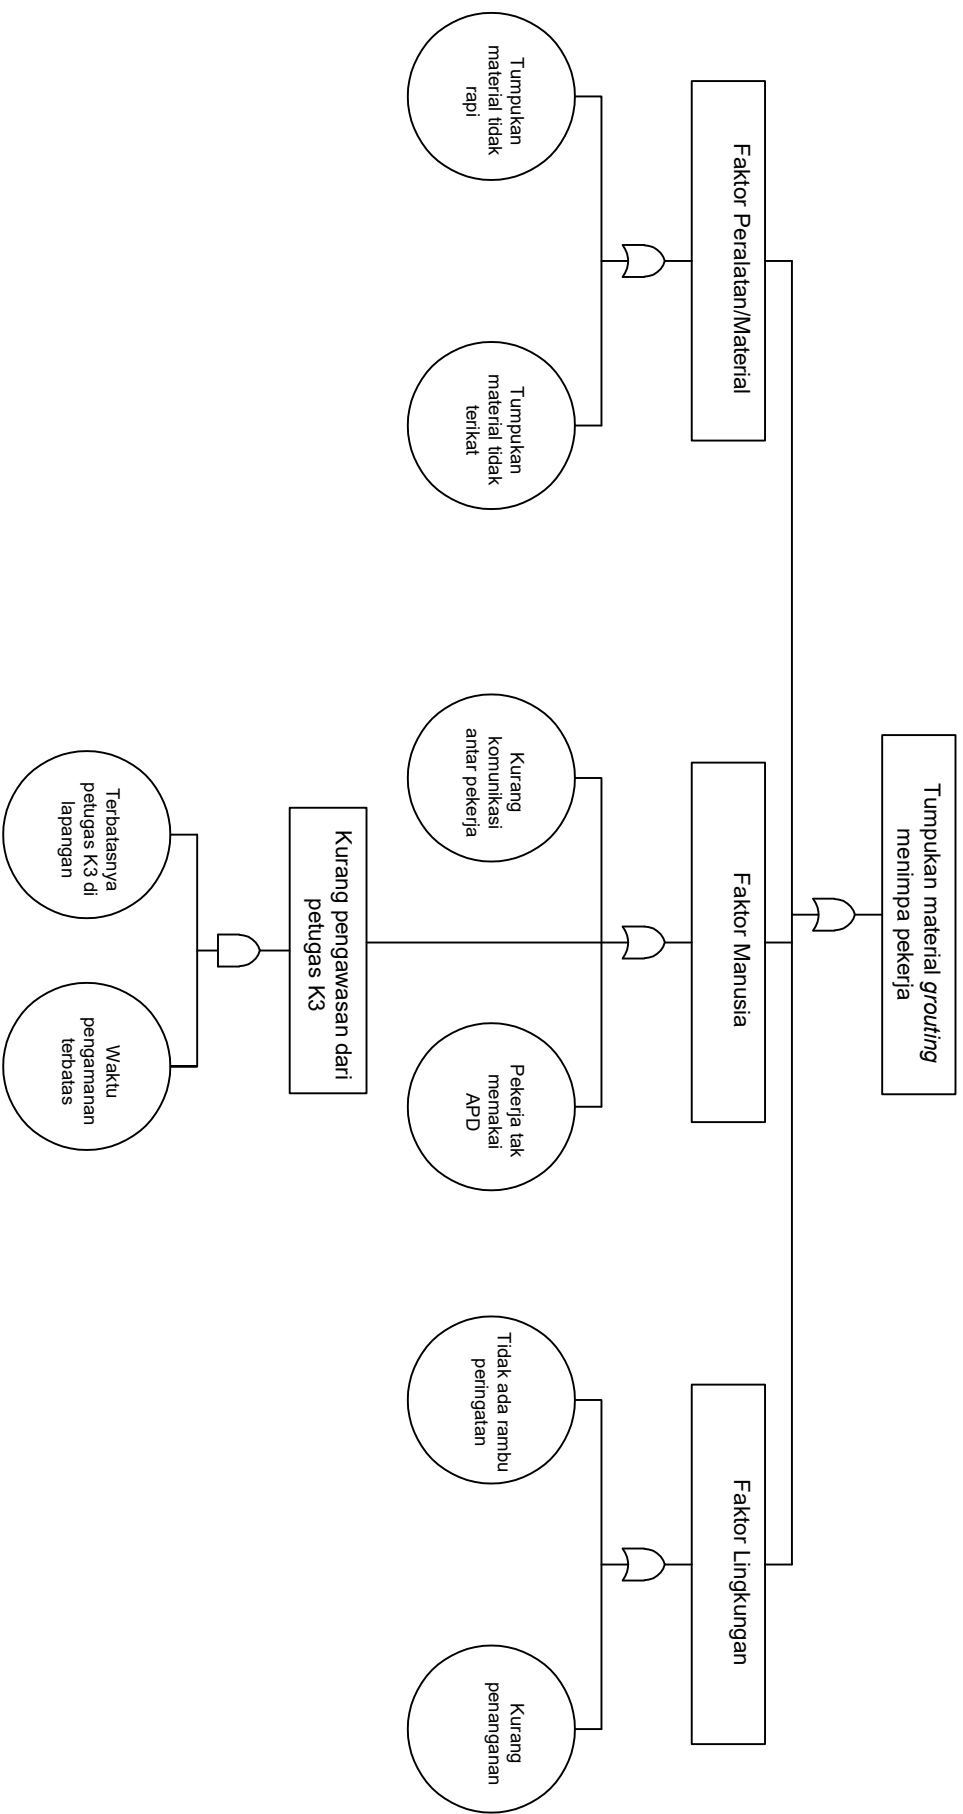 Tumpukan material grouting
menimpa pekerja
Faktor Peralatan/Material
Faktor Manusia
Faktor Lingkungan
Tumpukan
material tidak
rapi
Tumpukan
material tidak
terikat
Kurang
komunikasi
antar pekerja
Pekerja tak
memakai
APD
Tidak ada rambu
peringatan
Kurang
penanganan
Kurang pengawasan dari
petugas K3
Terbatasnya
petugas K3 di
lapangan
Waktu
pengamanan
terbatas